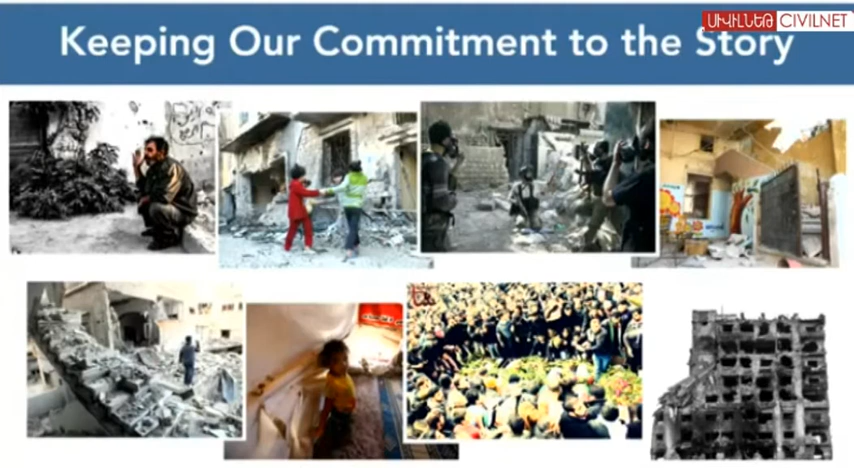 ՍԻՎԻԼՆԵԹ CIVILNET
Keeping Our Commitment to the Story